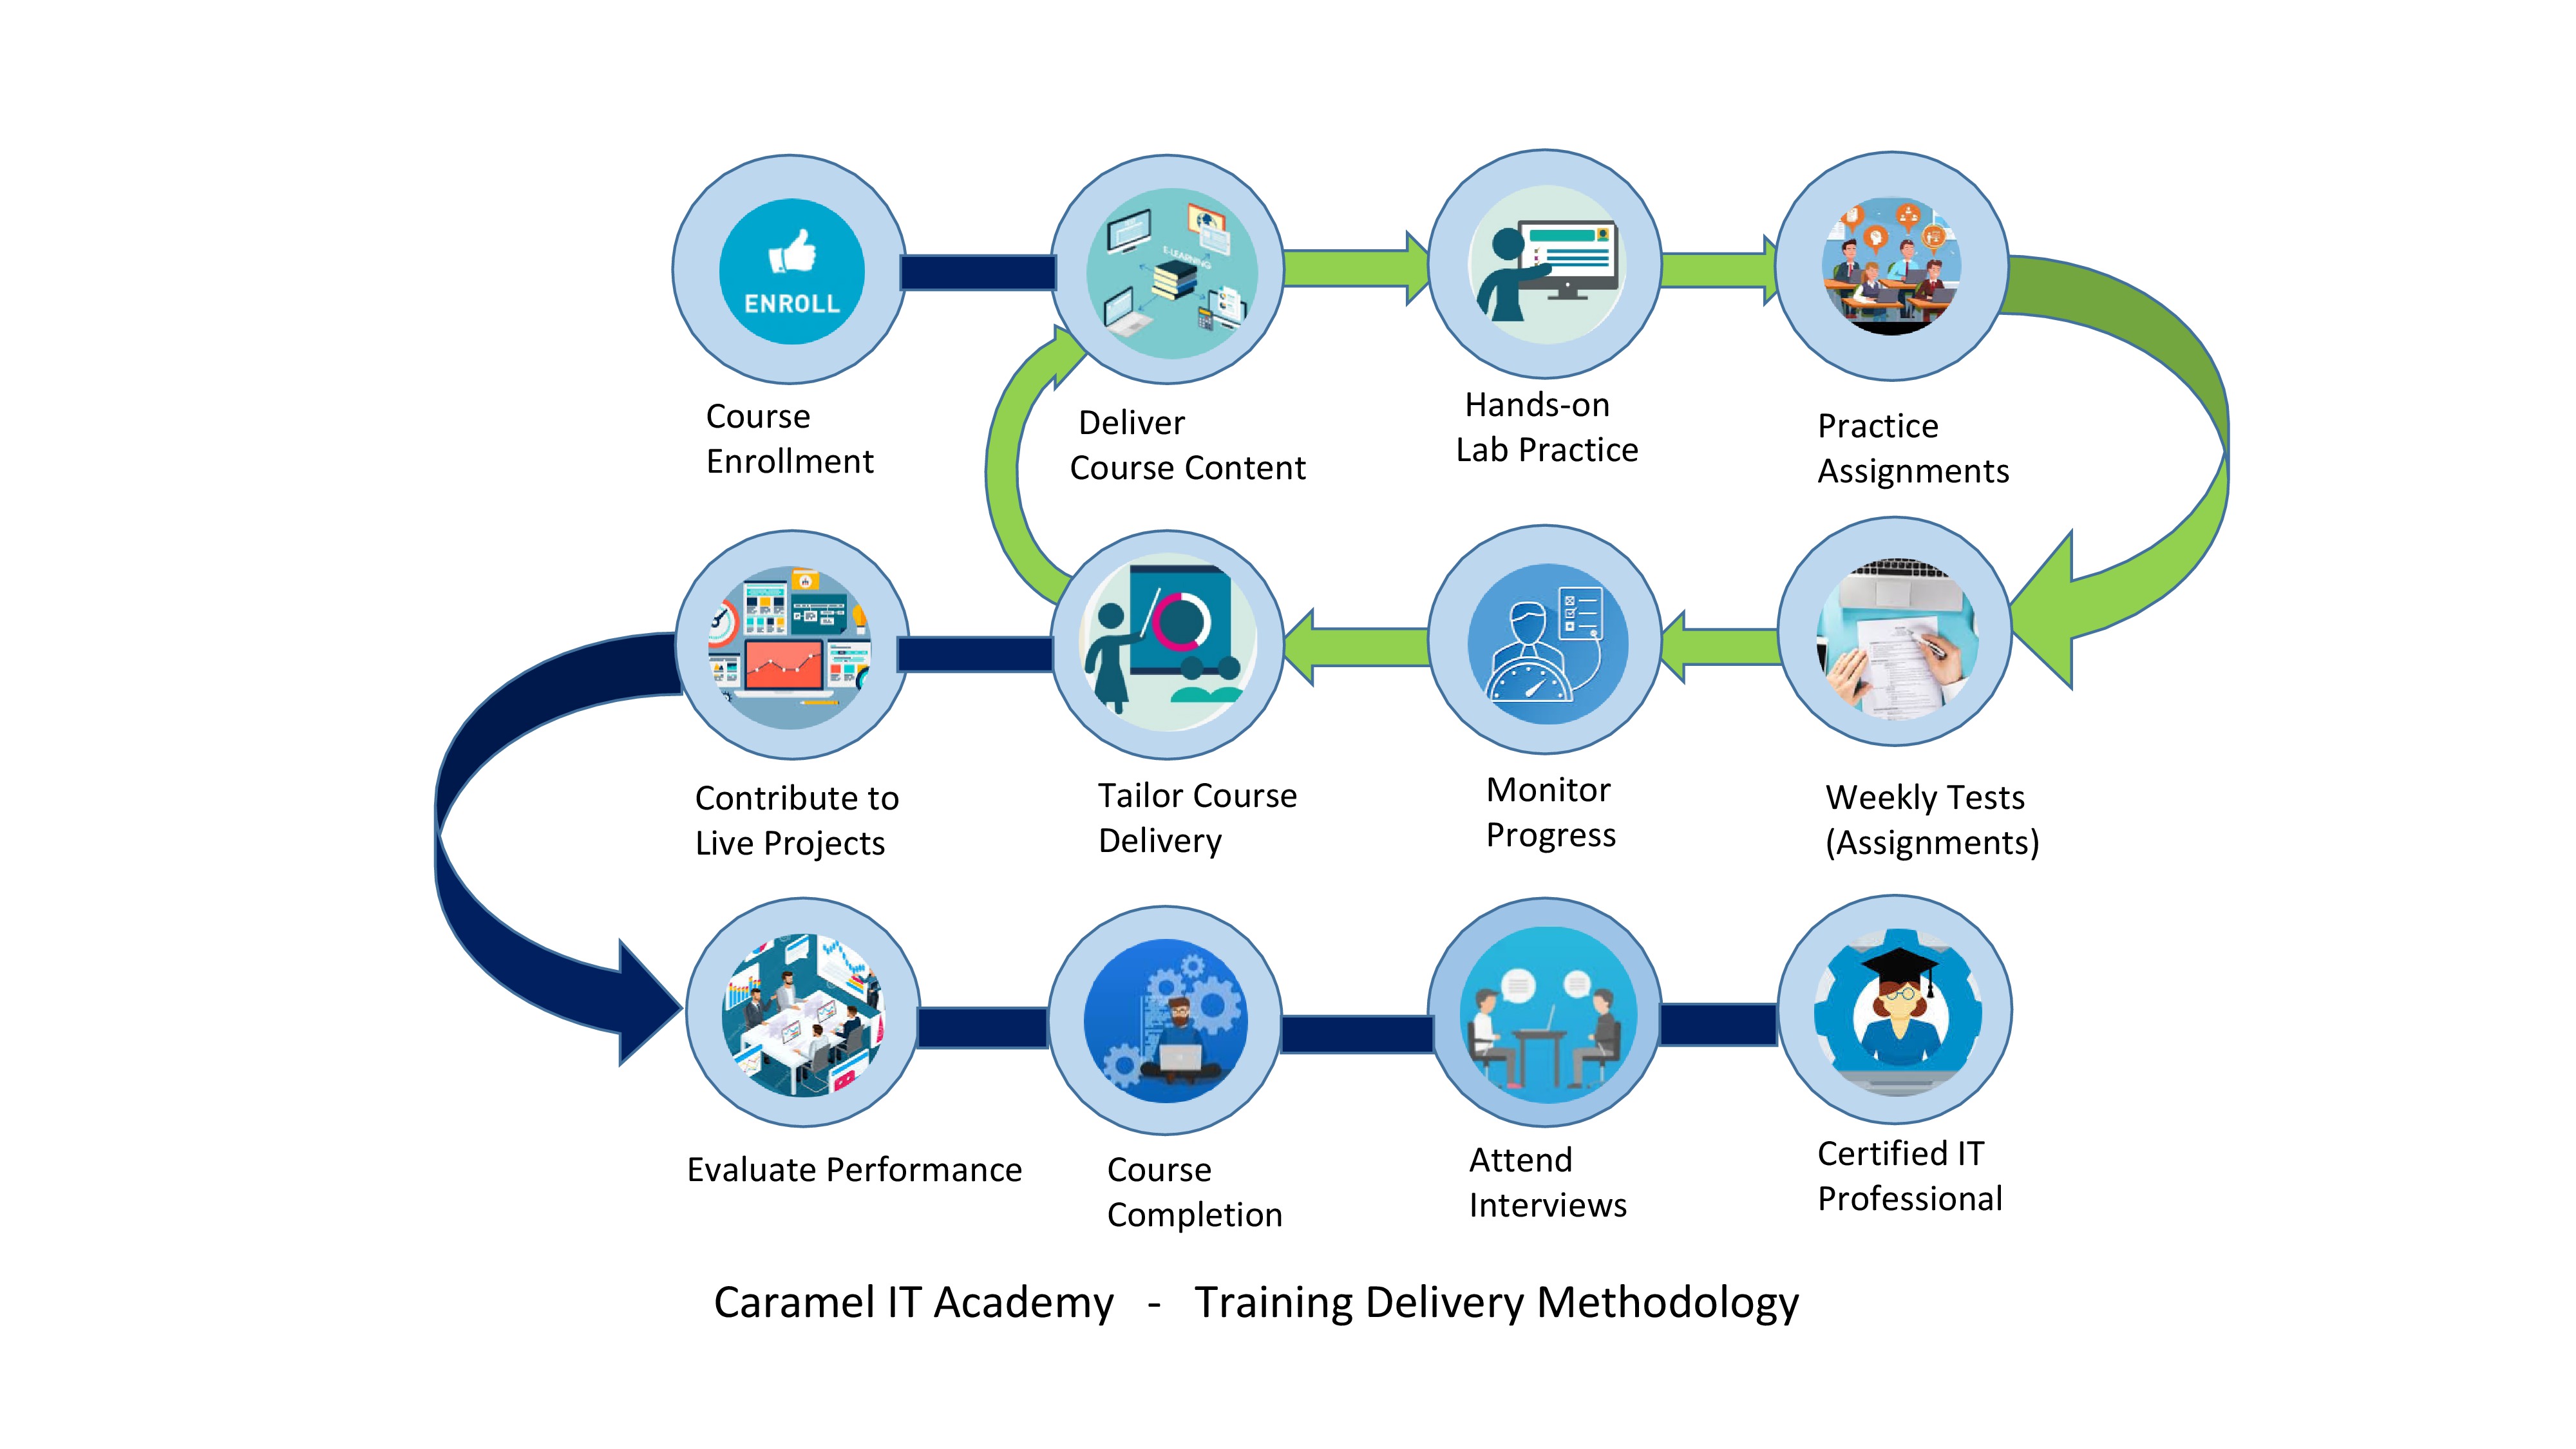 ENROLL
E-LEARNING
Course
Enrollment
Deliver
Course Content
Hands-on
Lab Practice
Practice
Assignments
Contribute to
Live Projects
Tailor Course
Delivery
Monitor
Progress
Weekly Tests
(Assignments)
Evaluate Performance
Course
Completion
Attend
Interviews
Certified IT
Professional
Caramel IT Academy - Training Delivery Methodology